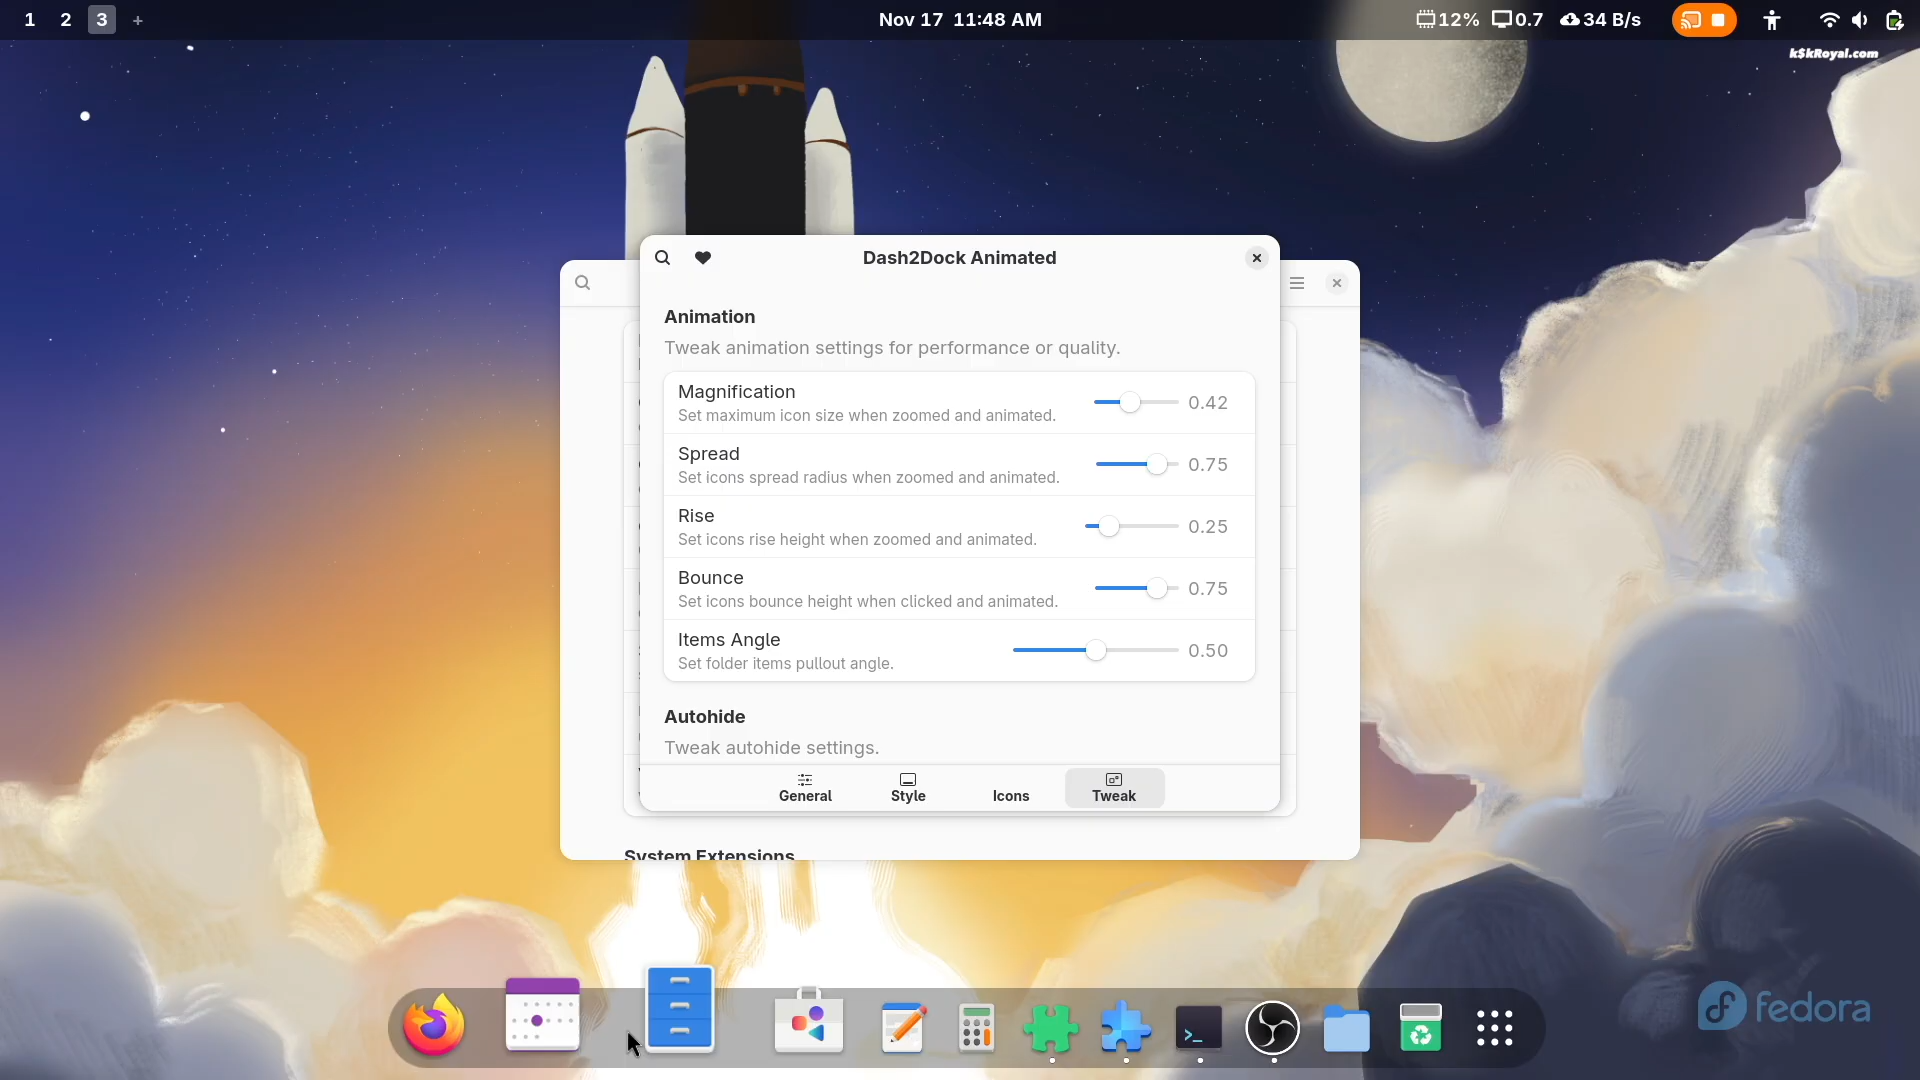 1 2 3 + Nov 17 11:48 AM 12% 0.7 34 B/s
k$kRoyal.com
Dash2Dock Animated
Animation
Tweak animation settings for performance or quality.
Magnification
Set maximum icon size when zoomed and animated.
0.42
Spread
Set icons spread radius when zoomed and animated.
0.75
Rise
Set icons rise height when zoomed and animated.
0.25
Bounce
Set icons bounce height when clicked and animated.
0.75
Items Angle
Set folder items pullout angle.
0.50
Autohide
Tweak autohide settings.
General Style Icons Tweak
System Extensions
fedora